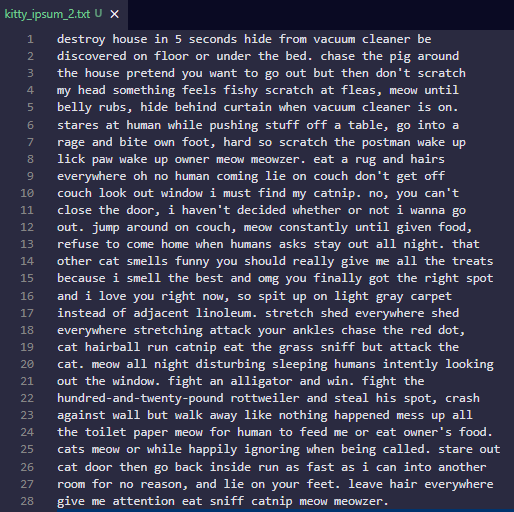 kitty_ipsum_2.txt U ×
1 destroy house in 5 seconds hide from vacuum cleaner be
2 discovered on floor or under the bed. chase the pig around
3 the house pretend you want to go out but then don't scratch
4 my head something feels fishy scratch at fleas, meow until
5 belly rubs, hide behind curtain when vacuum cleaner is on.
6 stares at human while pushing stuff off a table, go into a
7 rage and bite own foot, hard so scratch the postman wake up
8 lick paw wake up owner meow meowzer. eat a rug and hairs
9 everywhere oh no human coming lie on couch don't get off
10 couch look out window i must find my catnip. no, you can't
11 close the door, i haven't decided whether or not i wanna go
12 out. jump around on couch, meow constantly until given food,
13 refuse to come home when humans asks stay out all night. that
14 other cat smells funny you should really give me all the treats
15 because i smell the best and omg you finally got the right spot
16 and i love you right now, so spit up on light gray carpet
17 instead of adjacent linoleum. stretch shed everywhere shed
18 everywhere stretching attack your ankles chase the red dot,
19 cat hairball run catnip eat the grass sniff but attack the
20 cat. meow all night disturbing sleeping humans intently looking
21 out the window. fight an alligator and win. fight the
22 hundred-and-twenty-pound rottweiler and steal his spot, crash
23 against wall but walk away like nothing happened mess up all
24 the toilet paper meow for human to feed me or eat owner's food.
25 cats meow or while happily ignoring when being called. stare out
26 cat door then go back inside run as fast as i can into another
27 room for no reason, and lie on your feet. leave hair everywhere
28 give me attention eat sniff catnip meow meowzer.